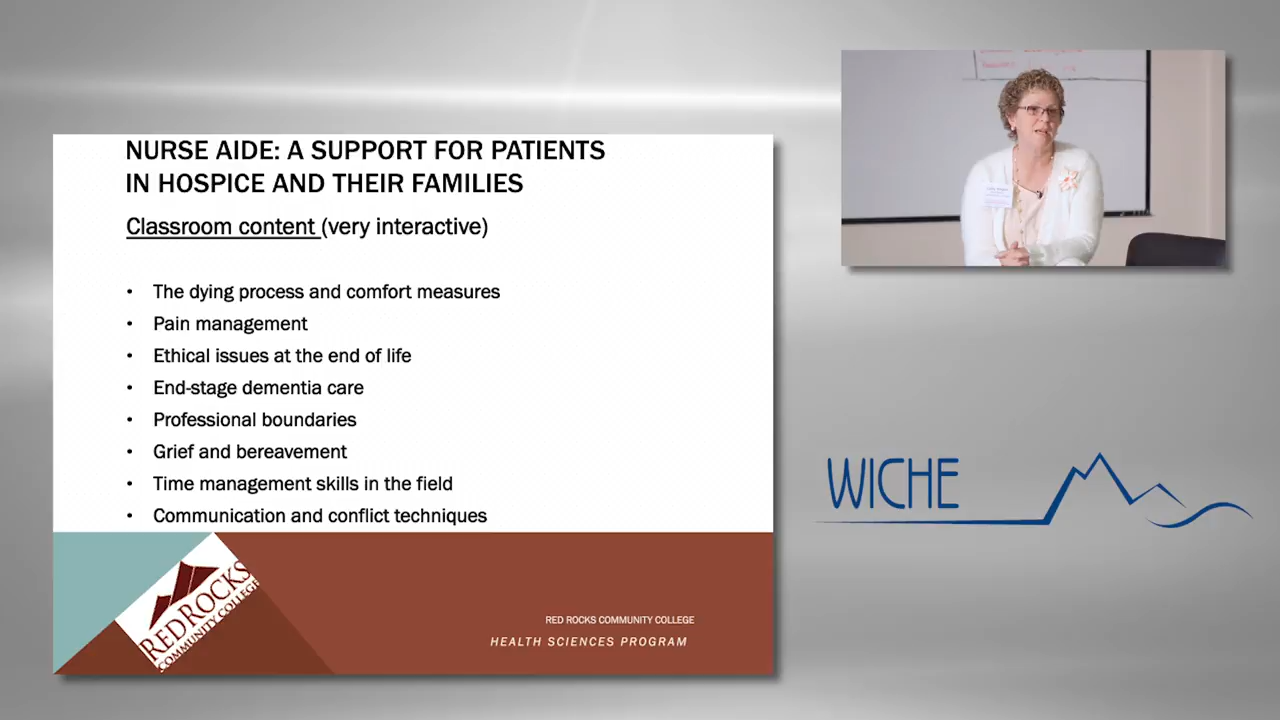 NURSE AIDE: A SUPPORT FOR PATIENTS
IN HOSPICE AND THEIR FAMILIES
Classroom content (very interactive)
• The dying process and comfort measures
• Pain management
• Ethical issues at the end of life
• End-stage dementia care
• Professional boundaries
• Grief and bereavement
• Time management skills in the field
• Communication and conflict techniques
RED ROCKS
COMMUNITY COLLEGE
RED ROCKS COMMUNITY COLLEGE
HEALTH SCIENCES PROGRAM
WICHE